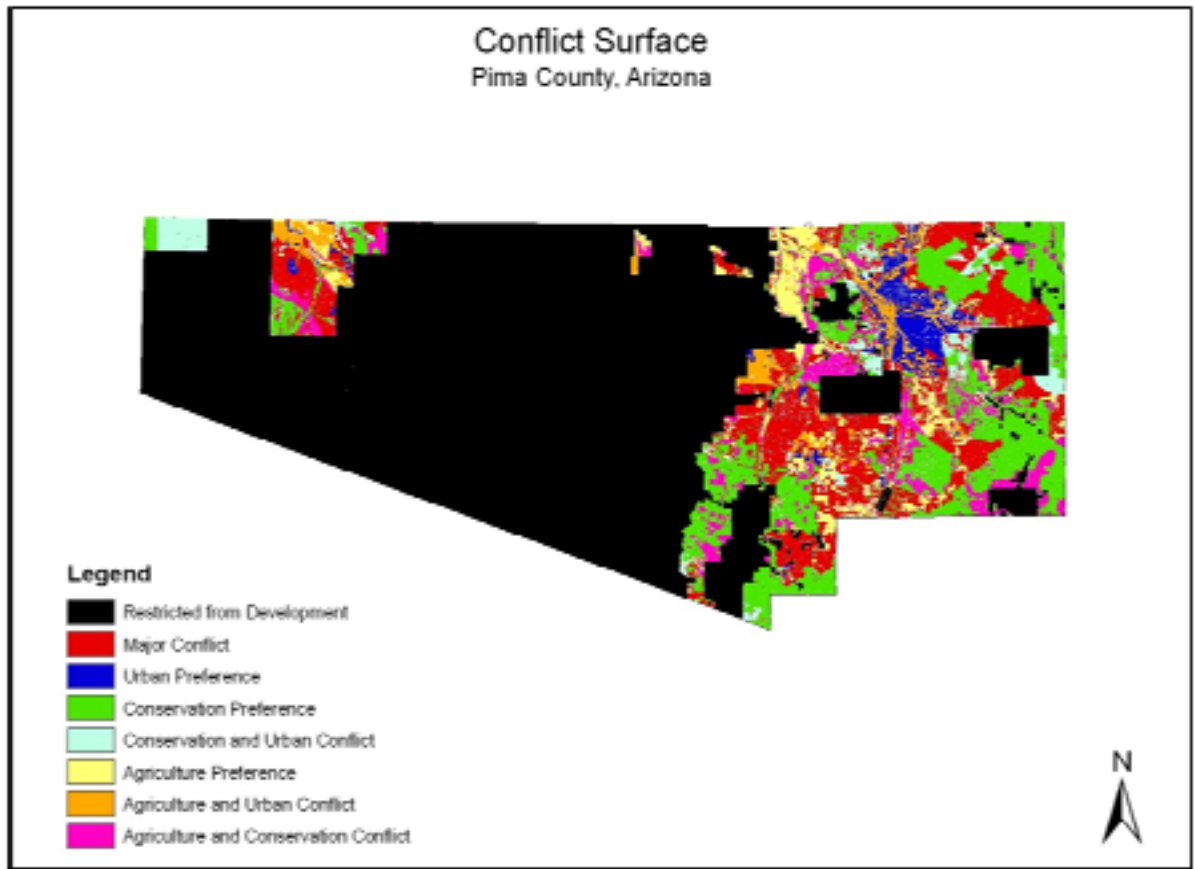 Conflict Surface
Pima County, Arizona
Legend
Restricted from Development
Major Conflict
Urban Preference
Conservation Preference
Conservation and Urban Conflict
Agriculture Preference
Agriculture and Urban Conflict
Agriculture and Conservation Conflict
N